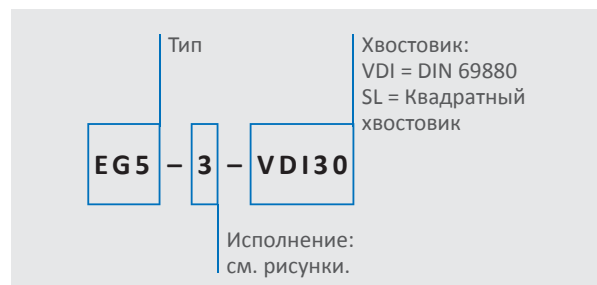 Тип
Хвостовик:
VDI = DIN 69880
SL = Квадратный
хвостовик
EG5 – 3 – VDI30
Исполнение:
см. рисунки.